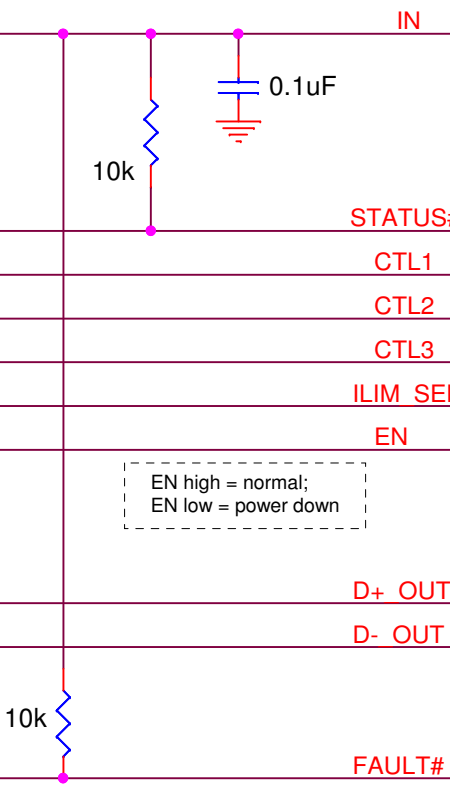 IN
0.1uF
10k
STATUS#
CTL1
CTL2
CTL3
ILIM_SEL
EN
EN high = normal;
EN low = power down
D+_OUT
D-_OUT
10k
FAULT#